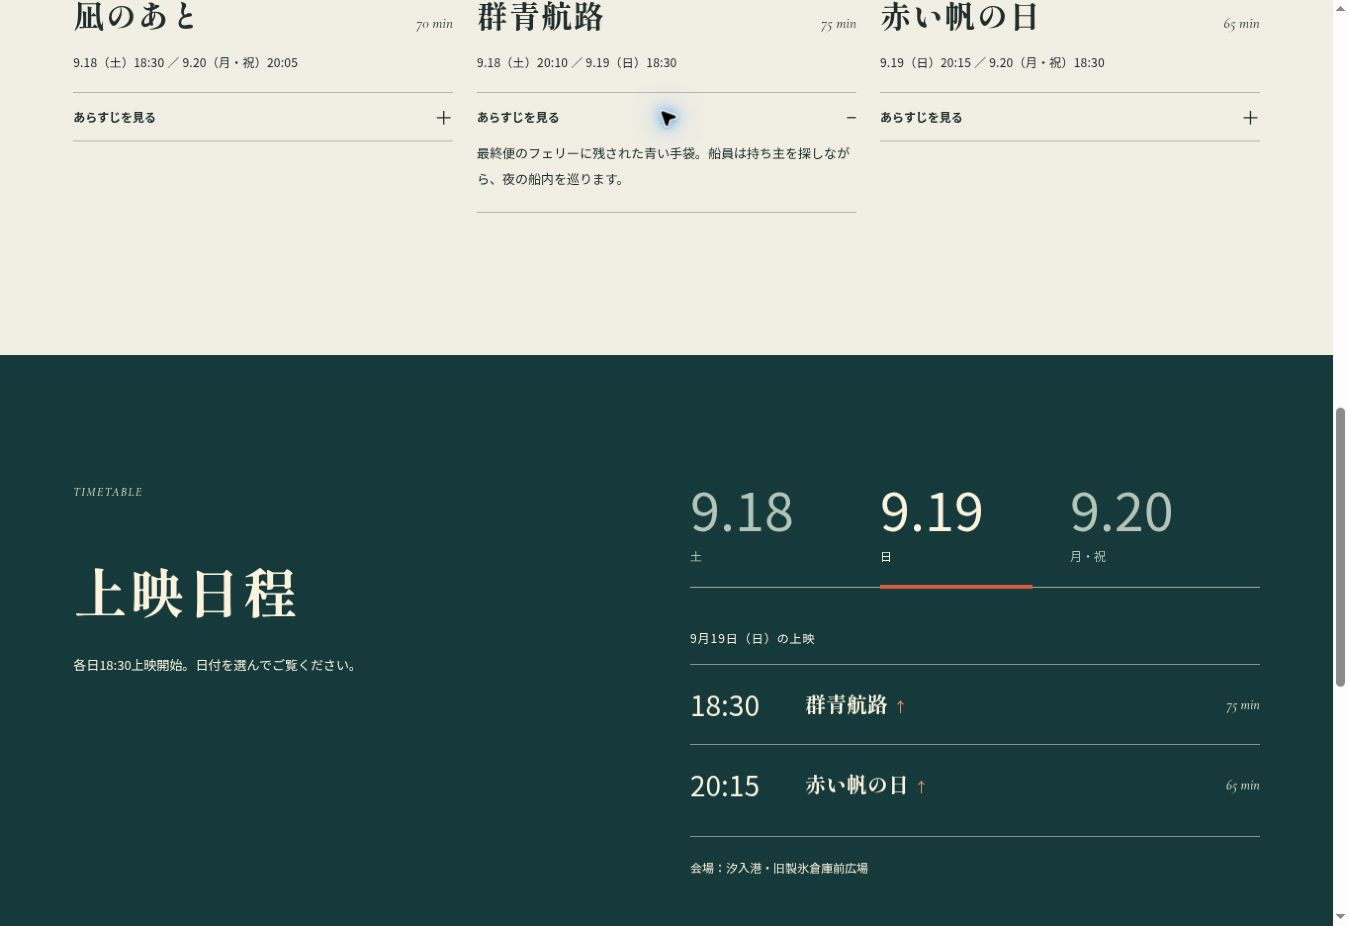 凪のあと
70 min
9.18（土）18:30 ／ 9.20（月・祝）20:05
あらすじを見る
群青航路
75 min
9.18（土）20:10 ／ 9.19（日）18:30
あらすじを見る
最終便のフェリーに残された青い手袋。船員は持ち主を探しなが
ら、夜の船内を巡ります。
赤い帆の日
65 min
9.19（日）20:15 ／ 9.20（月・祝）18:30
あらすじを見る
TIMETABLE
上映日程
各日18:30上映開始。日付を選んでご覧ください。
9.18
土
9.19
日
9.20
月・祝
9月19日（日）の上映
18:30 群青航路 ↑ 75 min
20:15 赤い帆の日 ↑ 65 min
会場：汐入港・旧製氷倉庫前広場